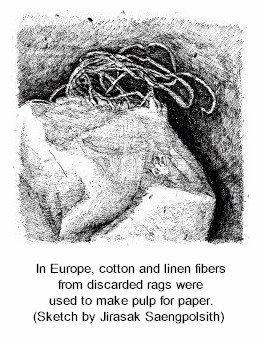 In Europe, cotton and linen fibers
from discarded rags were
used to make pulp for paper.
(Sketch by Jirasak Saengpolsith)